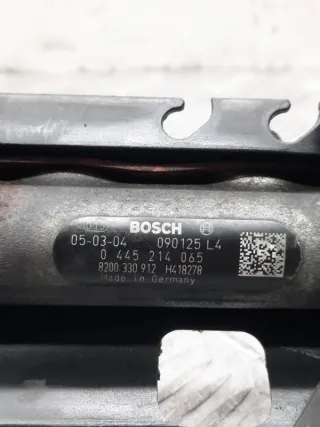 BOSCH
05-03-04 090125 L4
0 445 214 065
8200 330 912 H418278
Made in Germany